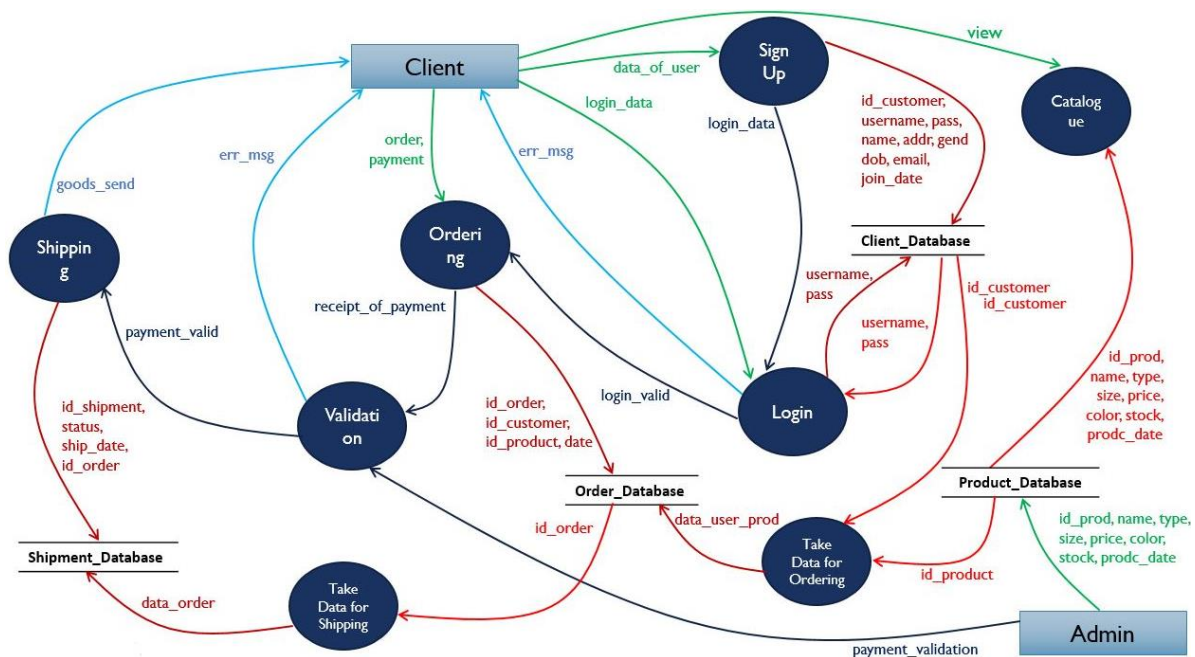 view
Client
data_of_user
Sign
Up
login_data
Catalog
ue
id_customer,
username, pass,
name, addr, gend
dob, email,
join_date
login_data
order,
payment
err_msg
err_msg
goods_send
Shippin
g
Orderi
ng
Client_Database
username,
pass
id_customer
id_customer
receipt_of_payment
payment_valid
username,
pass
id_prod,
name, type,
size, price,
color, stock,
prodc_date
login_valid
Login
Validati
on
id_order,
id_customer,
id_product, date
id_shipment,
status,
ship_date,
id_order
Order_Database
Product_Database
id_order
data_user_prod
id_prod, name, type,
size, price, color,
stock, prodc_date
Take
Data for
Ordering
id_product
Shipment_Database
data_order
Take
Data for
Shipping
Admin
payment_validation